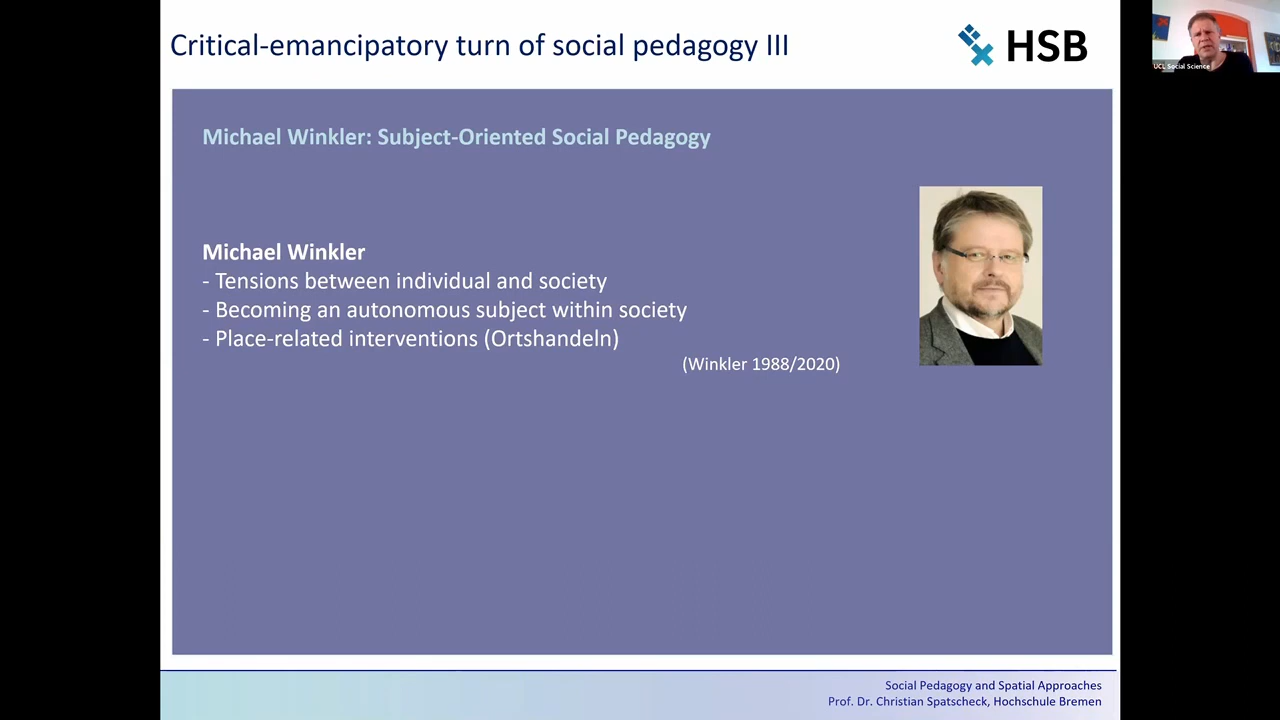 Critical-emancipatory turn of social pedagogy III
HSB
UCL Social Science
Michael Winkler: Subject-Oriented Social Pedagogy
Michael Winkler
- Tensions between individual and society
- Becoming an autonomous subject within society
- Place-related interventions (Ortshandeln)
(Winkler 1988/2020)
Social Pedagogy and Spatial Approaches
Prof. Dr. Christian Spatscheck, Hochschule Bremen